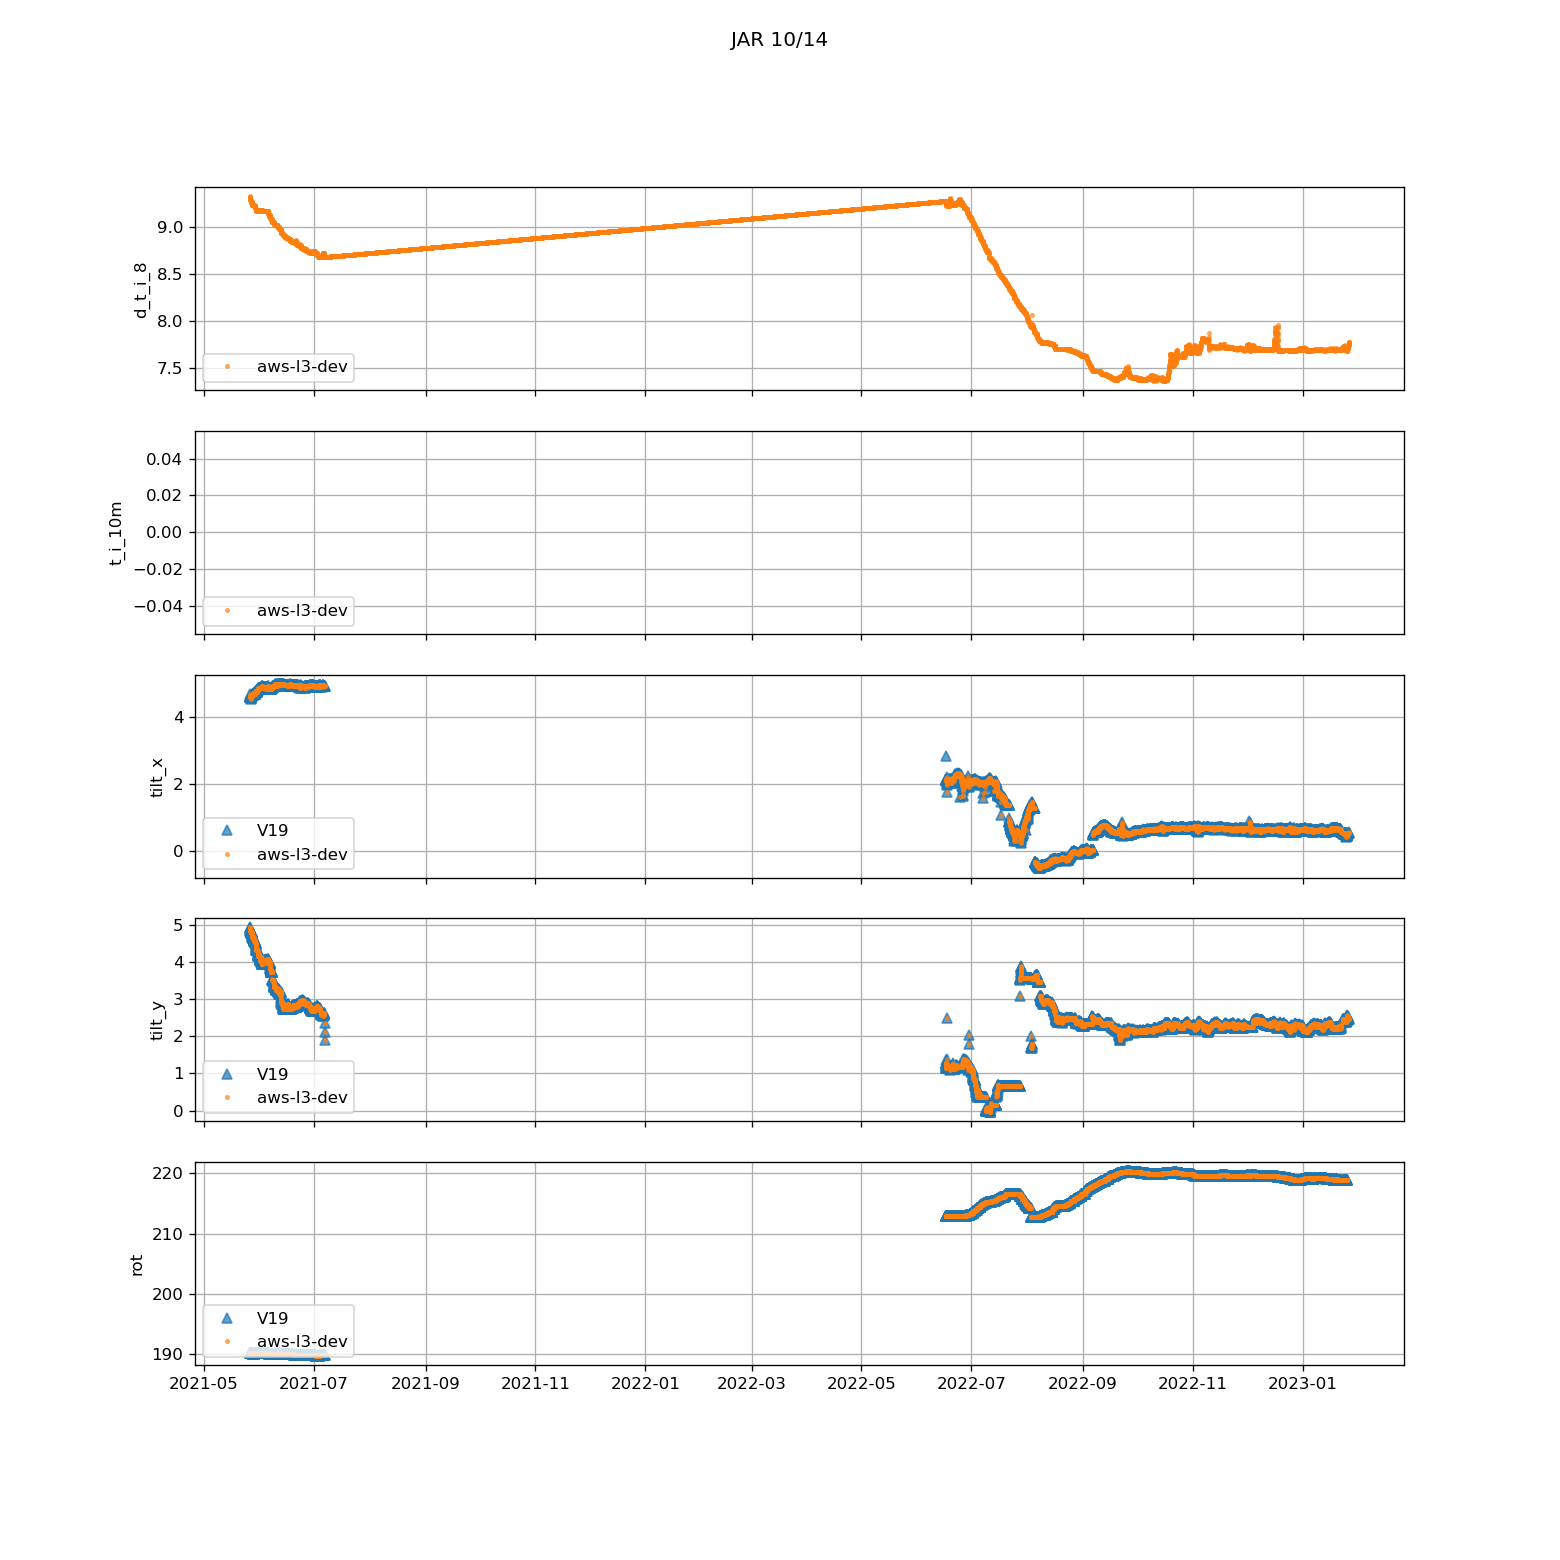 JAR 10/14
9.0
8.5
8.0
7.5
d_t_i_8
aws-l3-dev
0.04
0.02
0.00
−0.02
−0.04
t_i_10m
aws-l3-dev
4
2
0
tilt_x
V19
aws-l3-dev
5
4
3
2
1
0
tilt_y
V19
aws-l3-dev
220
210
200
190
rot
V19
aws-l3-dev
2021-05 2021-07 2021-09 2021-11 2022-01 2022-03 2022-05 2022-07 2022-09 2022-11 2023-01